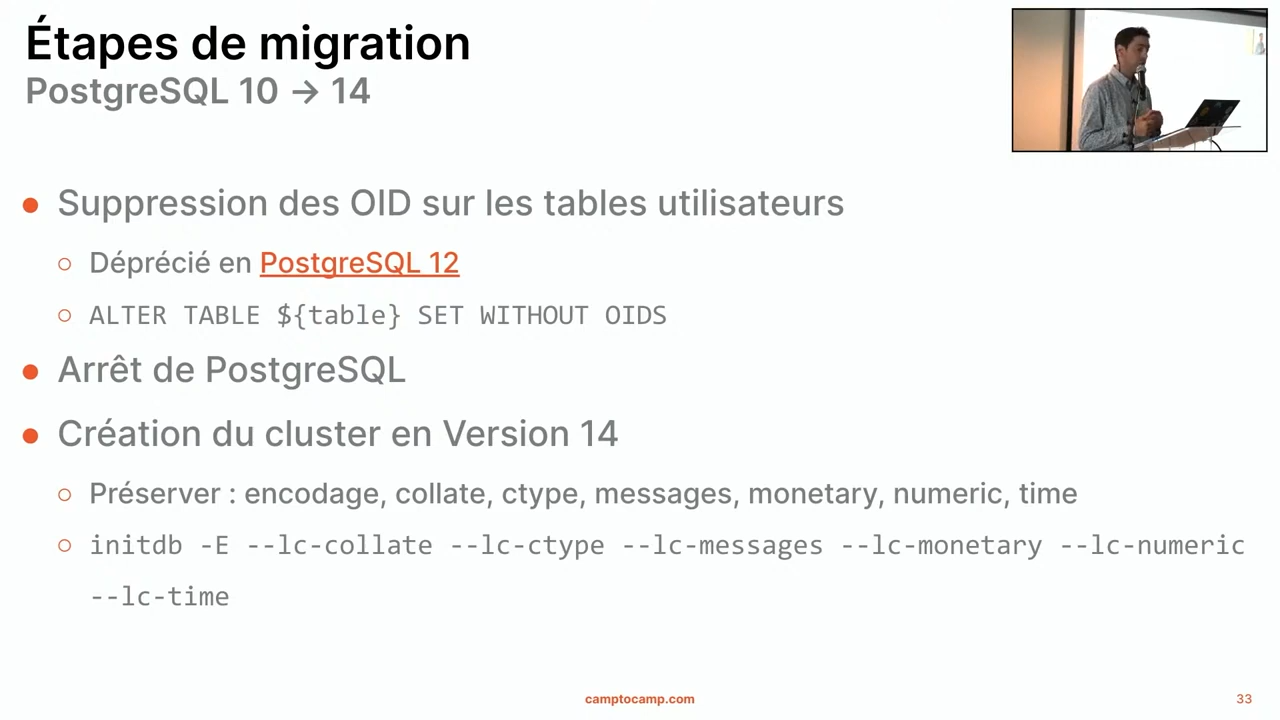 Étapes de migration
PostgreSQL 10 → 14
Suppression des OID sur les tables utilisateurs
Déprécié en PostgreSQL 12
ALTER TABLE ${table} SET WITHOUT OIDS
Arrêt de PostgreSQL
Création du cluster en Version 14
Préserver : encodage, collate, ctype, messages, monetary, numeric, time
initdb -E --lc-collate --lc-ctype --lc-messages --lc-monetary --lc-numeric
--lc-time
camptocamp.com
33